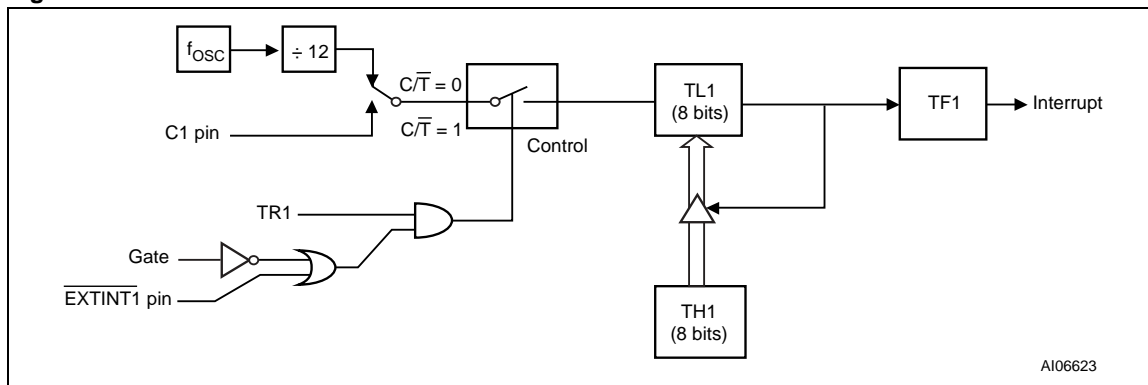 fOSC
÷ 12
C/T̅ = 0
C1 pin
C/T̅ = 1
Control
TL1
(8 bits)
TF1
Interrupt
TR1
Gate
E̅X̅T̅I̅N̅T̅1 pin
TH1
(8 bits)
AI06623